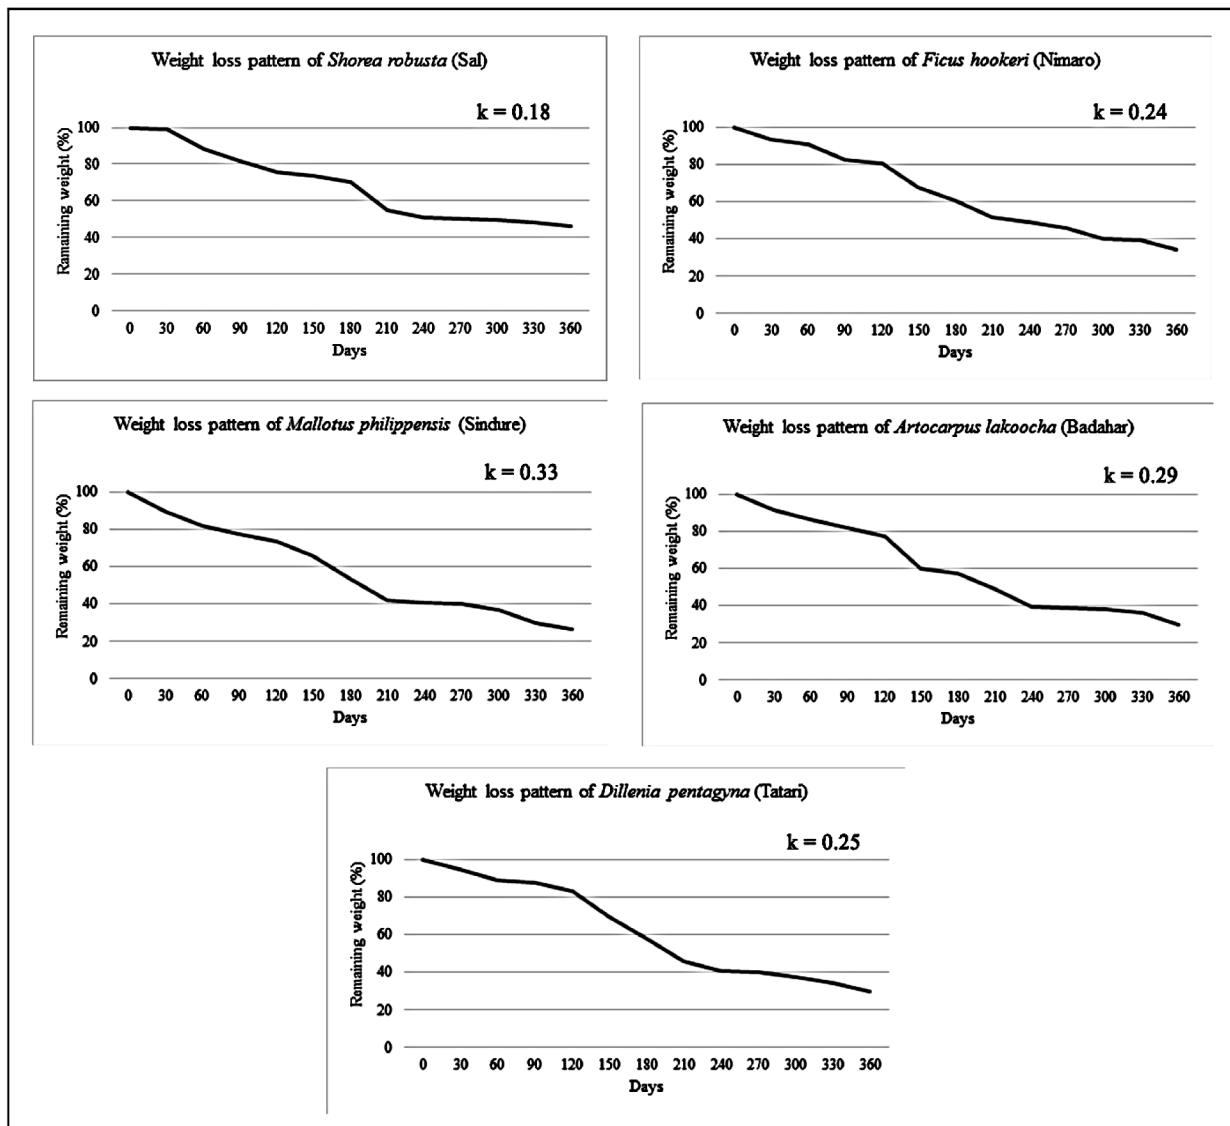 Weight loss pattern of Shorea robusta (Sal)
k = 0.18
Ramaining weight (%)
100
80
60
40
20
0
0 30 60 90 120 150 180 210 240 270 300 330 360
Days
Weight loss pattern of Ficus hookeri (Nimaro)
k = 0.24
Remaining weight (%)
100
80
60
40
20
0
0 30 60 90 120 150 180 210 240 270 300 330 360
Days
Weight loss pattern of Mallotus philippensis (Sindure)
k = 0.33
Remaining weight (%)
100
80
60
40
20
0
0 30 60 90 120 150 180 210 240 270 300 330 360
Days
Weight loss pattern of Artocarpus lakoocha (Badahar)
k = 0.29
Remaining weight (%)
100
80
60
40
20
0
0 30 60 90 120 150 180 210 240 270 300 330 360
Days
Weight loss pattern of Dillenia pentagyna (Tatari)
k = 0.25
Remaining weight (%)
100
80
60
40
20
0
0 30 60 90 120 150 180 210 240 270 300 330 360
Days